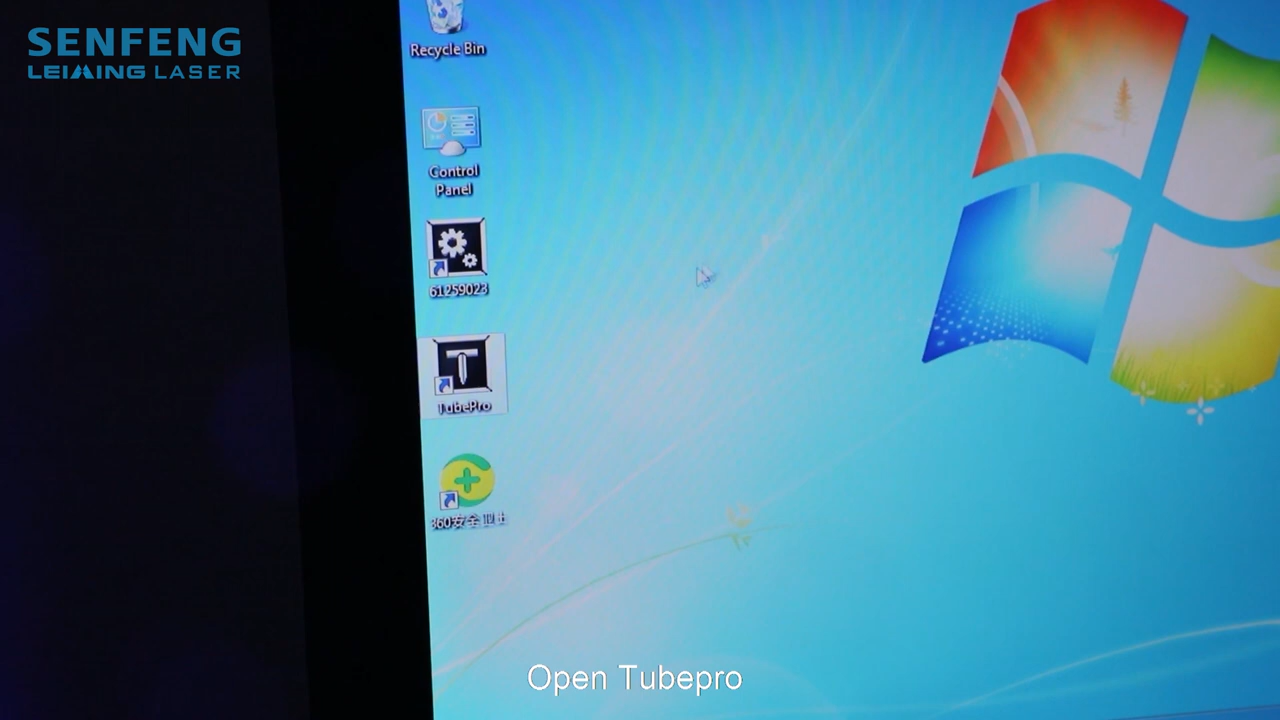 SENFENG
LEIMING LASER
Recycle Bin
Control
Panel
61259023
TubePro
360安全卫士
Open Tubepro